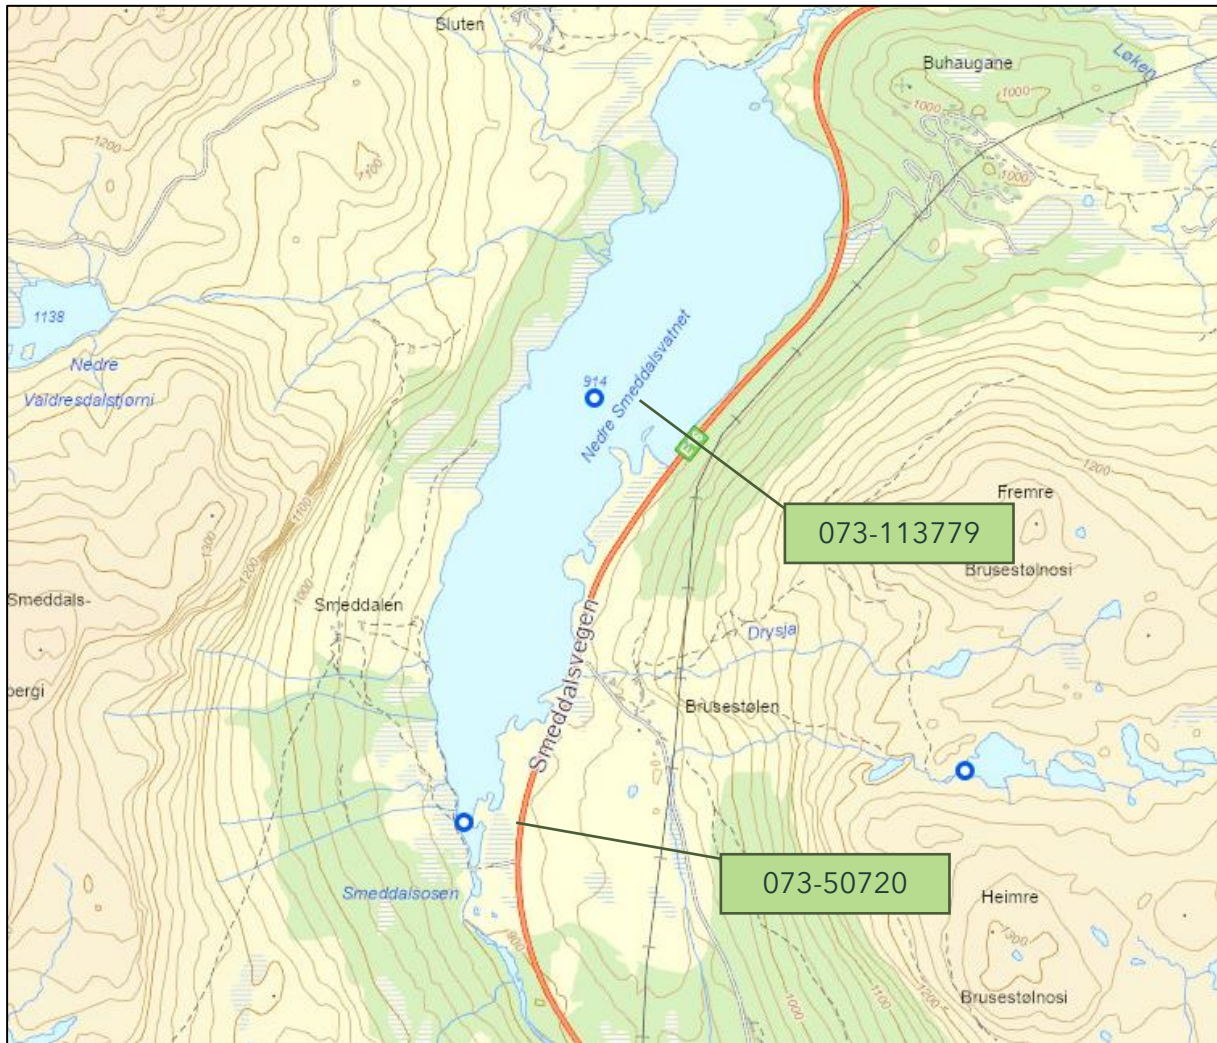 Sluten
Buhaugane
Løken
1000
1000
1000
1200
1100
1138
Nedre
Valdresdalstjørni
914
Nedre Smeddalsvatnet
1200
Fremre
073-113779
Brusestølnosi
1100
1300
1200
1000
Smeddals-
Smeddalen
Drysja
bergi
Smeddalsvegen
Brusestølen
073-50720
Smeddalsosen
Heimre
900
1300
Brusestølnosi
1000
1100
1200